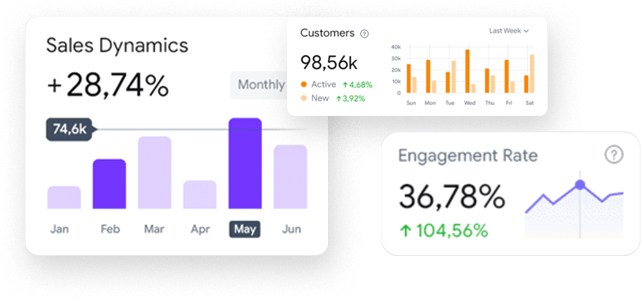 Sales Dynamics
+28,74%
Monthly
74,6k
Jan Feb Mar Apr May Jun
Customers ?
Last Week
98,56k
Active ↑4,68%
New ↑3,92%
40k
30k
20k
10k
0
Sun Mon Tue Wed Thu Fri Sat
Engagement Rate ?
36,78%
↑ 104,56%